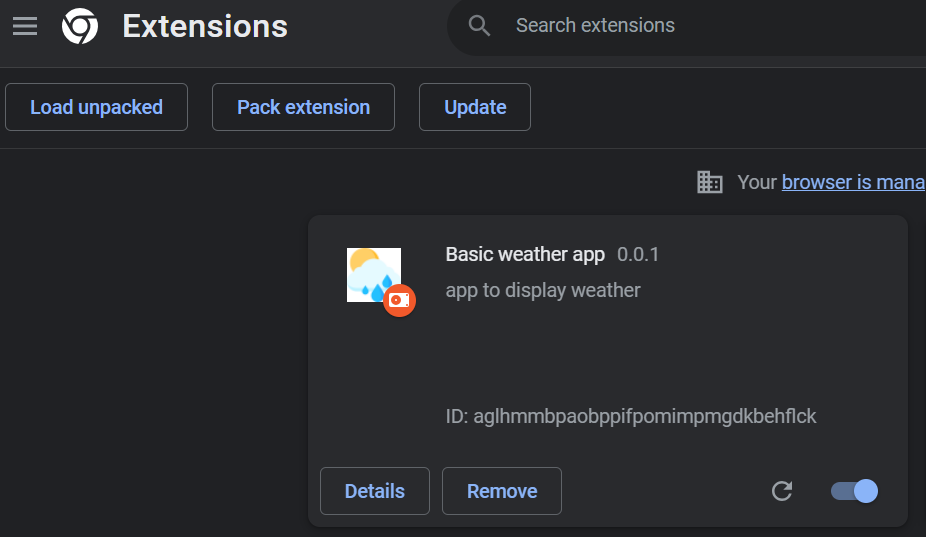 Extensions
Search extensions
Load unpacked
Pack extension
Update
Your browser is mana
Basic weather app 0.0.1
app to display weather
ID: aglhmmbpaobppifpomimpmgdkbehflck
Details
Remove